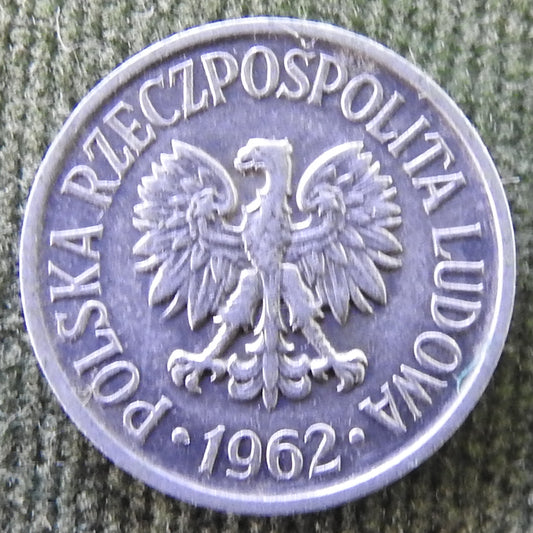 POLSKA RZECZPOSPOLITA LUDOWA
· 1962 ·